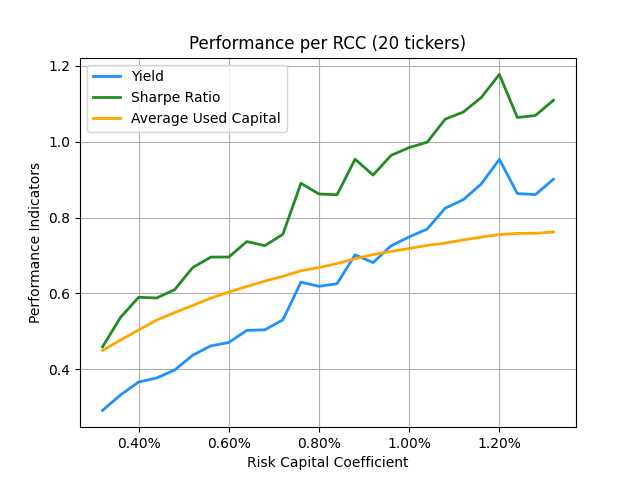 Performance per RCC (20 tickers)
Yield
Sharpe Ratio
Average Used Capital
Performance Indicators
1.2
1.0
0.8
0.6
0.4
0.40%
0.60%
0.80%
1.00%
1.20%
Risk Capital Coefficient